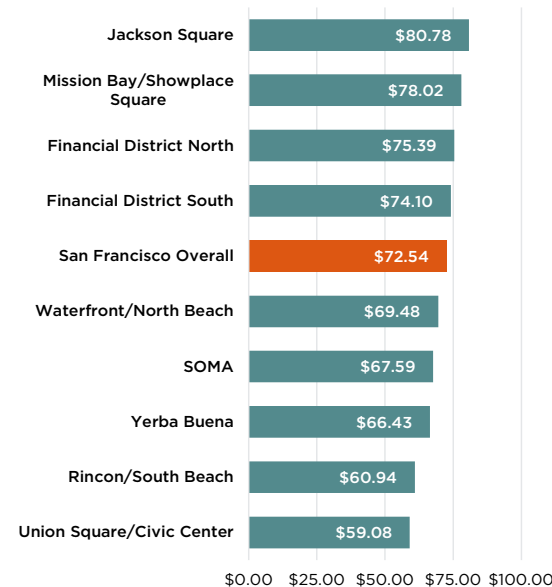 Jackson Square $80.78
Mission Bay/Showplace
Square $78.02
Financial District North $75.39
Financial District South $74.10
San Francisco Overall $72.54
Waterfront/North Beach $69.48
SOMA $67.59
Yerba Buena $66.43
Rincon/South Beach $60.94
Union Square/Civic Center $59.08
$0.00 $25.00 $50.00 $75.00 $100.00